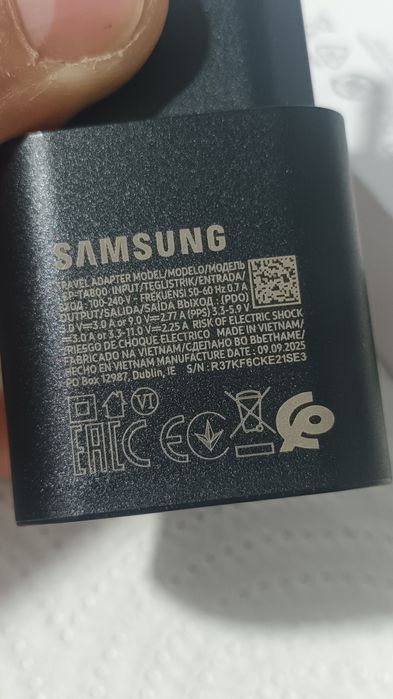 SAMSUNG
TRAVEL ADAPTER MODEL/MODELO/МОДЕЛЬ
EP-TA800 INPUT/TEGLISTRIK/ENTRADA/
ВХОД : 100-240-V~ FREKUENSI 50-60 Hz 0.7 A
OUTPUT/SALIDA/SAÍDA ВЫХОД : (PDO)
5.0 V⎓3.0 A or 9.0 V⎓2.77 A (PPS) 3.3-5.9 V
⎓3.0 A or 3.3-11.0 V⎓2.25 A RISK OF ELECTRIC SHOCK
/RIESGO DE CHOQUE ELECTRICO MADE IN VIETNAM/
FABRICADO NA VIETNAM/СДЕЛАНО ВО ВЬЕТНАМЕ/
HECHO EN VIETNAM MANUFACTURE DATE : 09.09.2025
PO Box 12987, Dublin, IE S/N : R37KF6CKE21SE3
VI
EAC CE